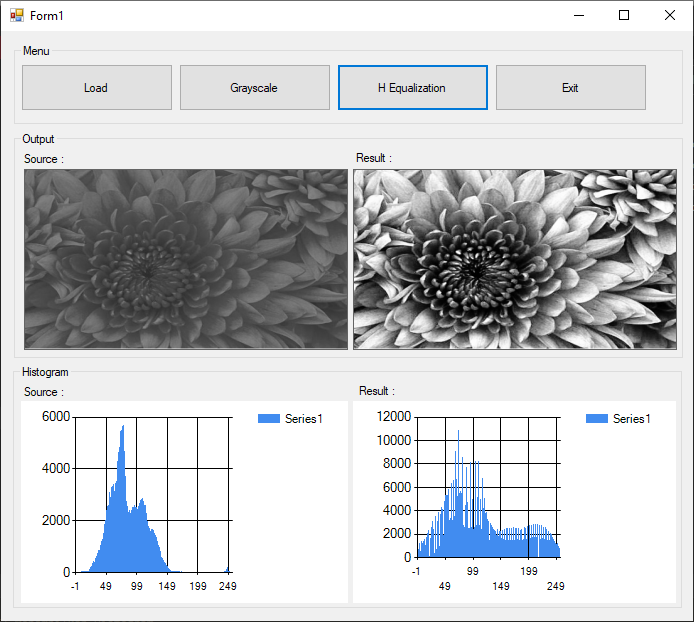 Form1
Menu
Load Grayscale H Equalization Exit
Output
Source : Result :
Histogram
Source : Result :
6000 Series1 12000 Series1
10000
4000 8000
6000
2000 4000
2000
0 0
-1 49 99 149 199 249 -1 49 99 149 199 249